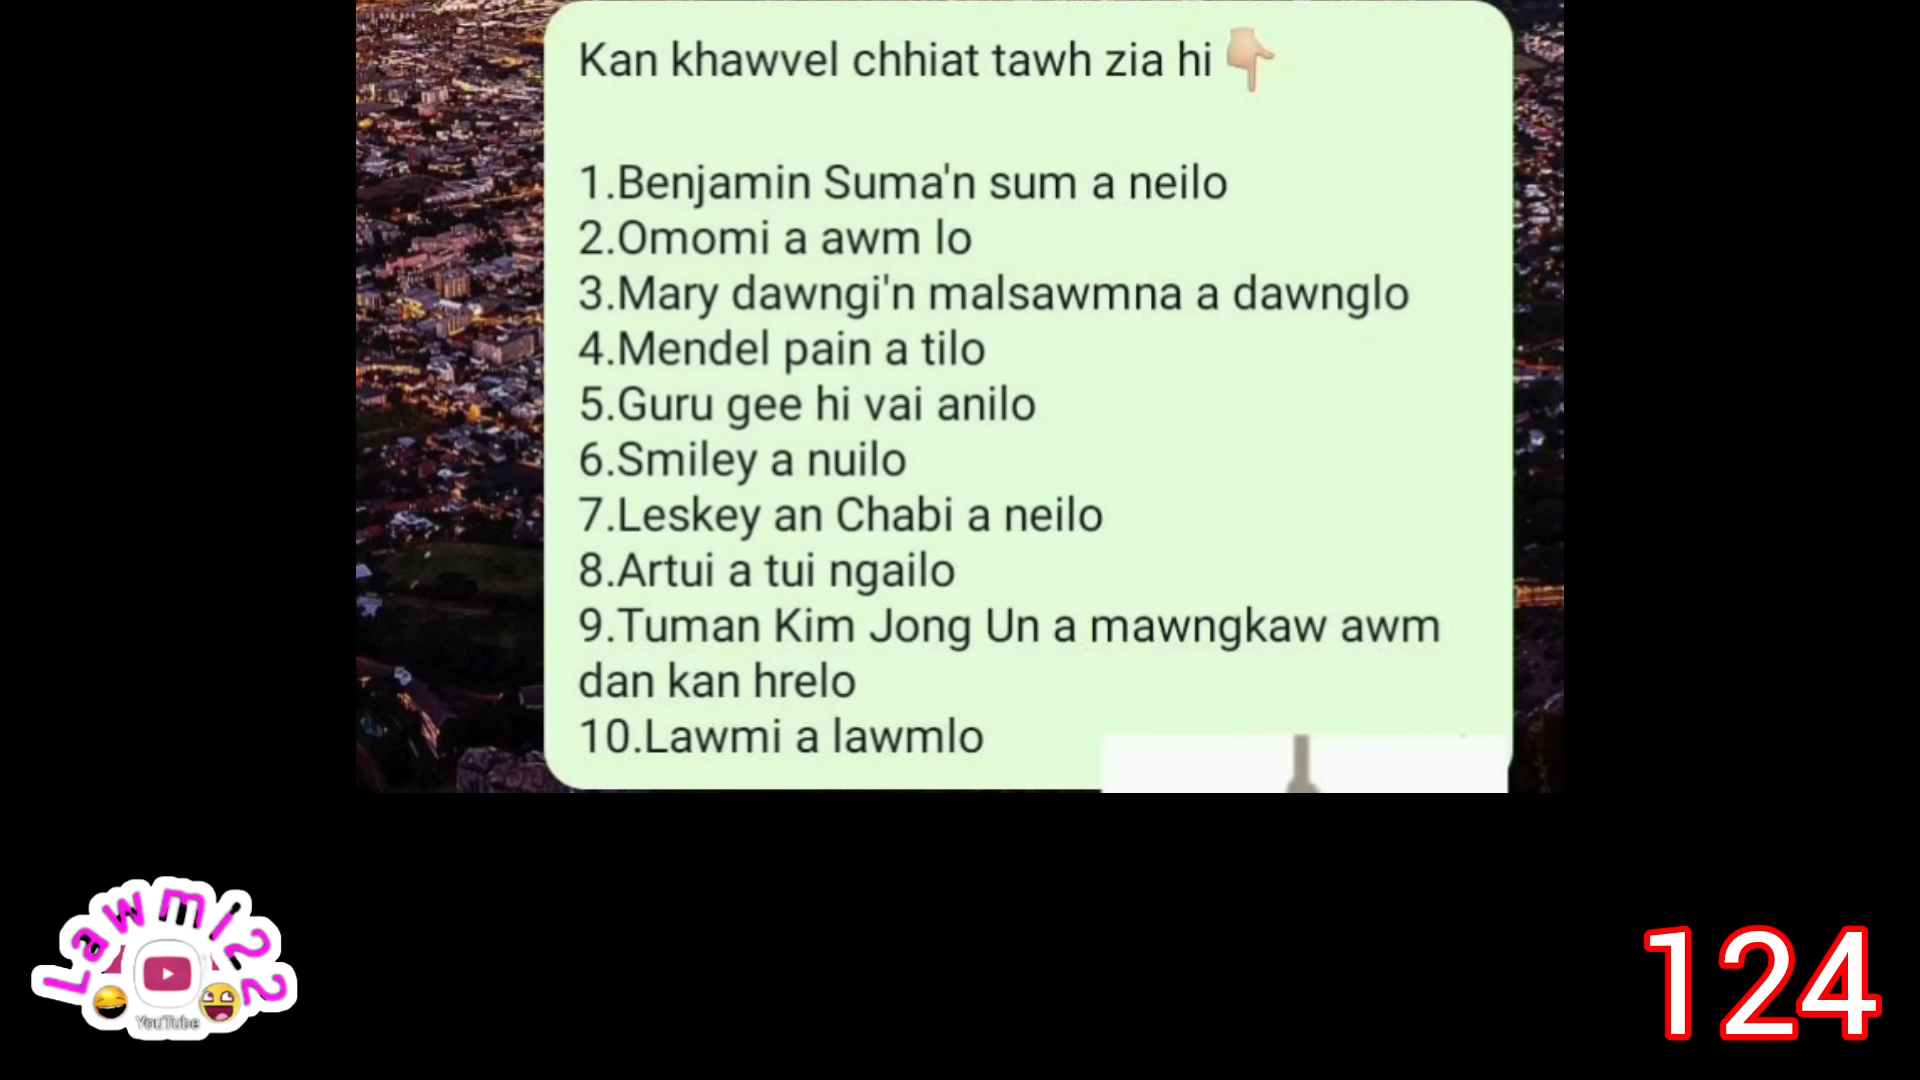 Kan khawvel chhiat tawh zia hi👇🏼
1.Benjamin Suma'n sum a neilo
2.Omomi a awm lo
3.Mary dawngi'n malsawmna a dawnglo
4.Mendel pain a tilo
5.Guru gee hi vai anilo
6.Smiley a nuilo
7.Leskey an Chabi a neilo
8.Artui a tui ngailo
9.Tuman Kim Jong Un a mawngkaw awm
dan kan hrelo
10.Lawmi a lawmlo
Lawmi22
YouTube
124